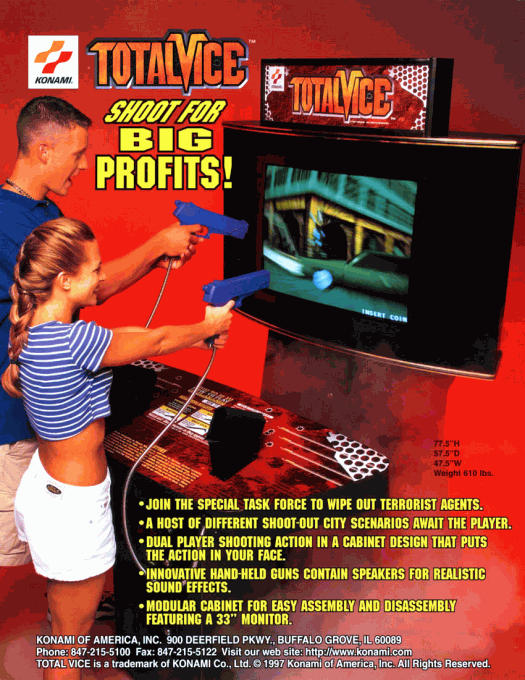 KONAMI.
TOTALVICE™
SHOOT FOR
BIG
PROFITS!
KONAMI
TOTALVICE
INSERT COIN
77.5"H
57.5"D
47.5"W
Weight 610 lbs.
•JOIN THE SPECIAL TASK FORCE TO WIPE OUT TERRORIST AGENTS.
•A HOST OF DIFFERENT SHOOT-OUT CITY SCENARIOS AWAIT THE PLAYER.
•DUAL PLAYER SHOOTING ACTION IN A CABINET DESIGN THAT PUTS
THE ACTION IN YOUR FACE.
•INNOVATIVE HAND-HELD GUNS CONTAIN SPEAKERS FOR REALISTIC
SOUND EFFECTS.
•MODULAR CABINET FOR EASY ASSEMBLY AND DISASSEMBLY
FEATURING A 33" MONITOR.
KONAMI OF AMERICA, INC. 900 DEERFIELD PKWY., BUFFALO GROVE, IL 60089
Phone: 847-215-5100 Fax: 847-215-5122 Visit our web site: http://www.konami.com
TOTAL VICE is a trademark of KONAMI Co., Ltd. © 1997 Konami of America, Inc. All Rights Reserved.